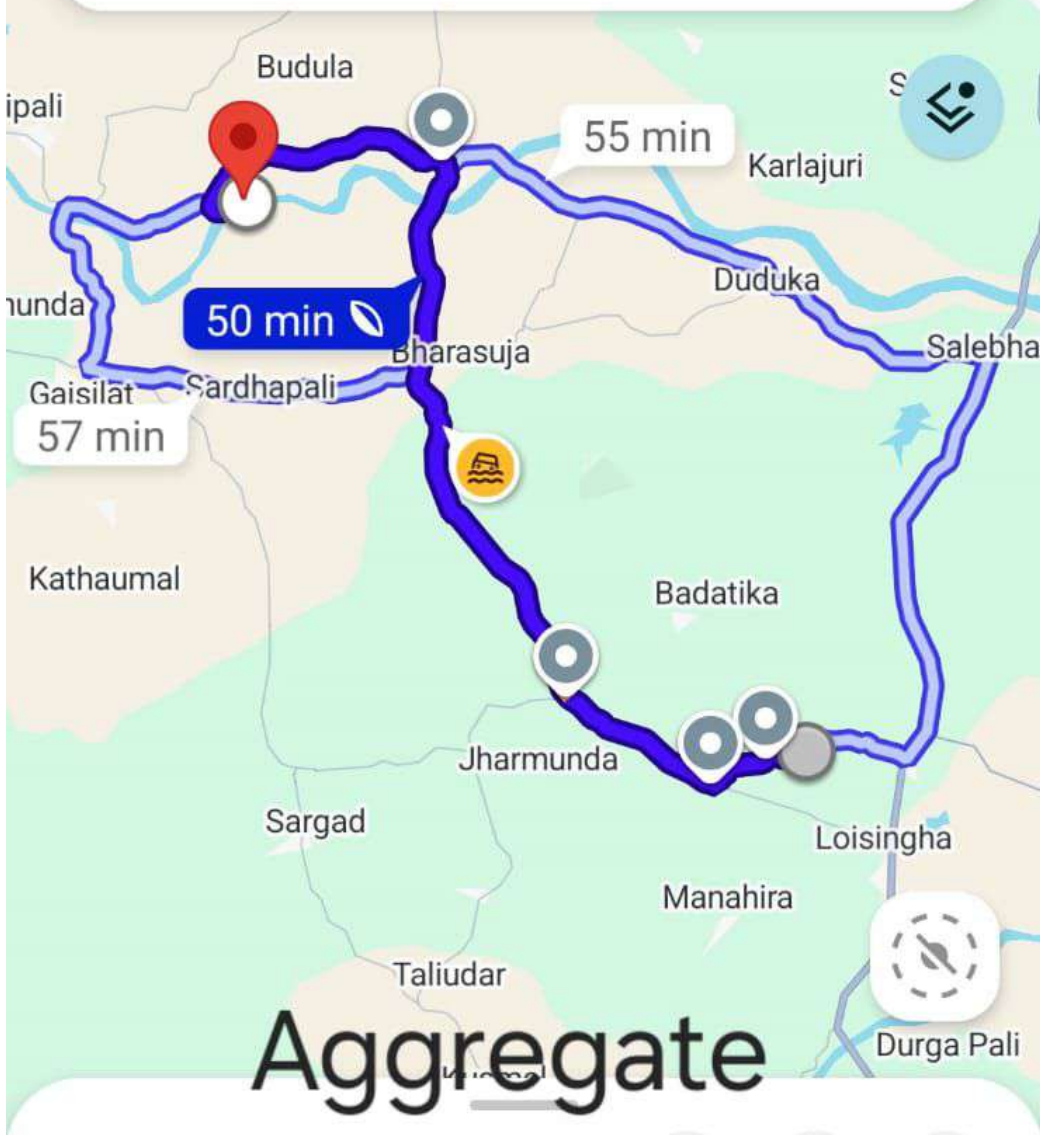 Budula
ipali
S
55 min
Karlajuri
Duduka
nunda
50 min
Bharasuja
Salebha
Gaisilat
Sardhapali
57 min
Kathaumal
Badatika
Jharmunda
Sargad
Loisingha
Manahira
Taliudar
Durga Pali
Aggregate